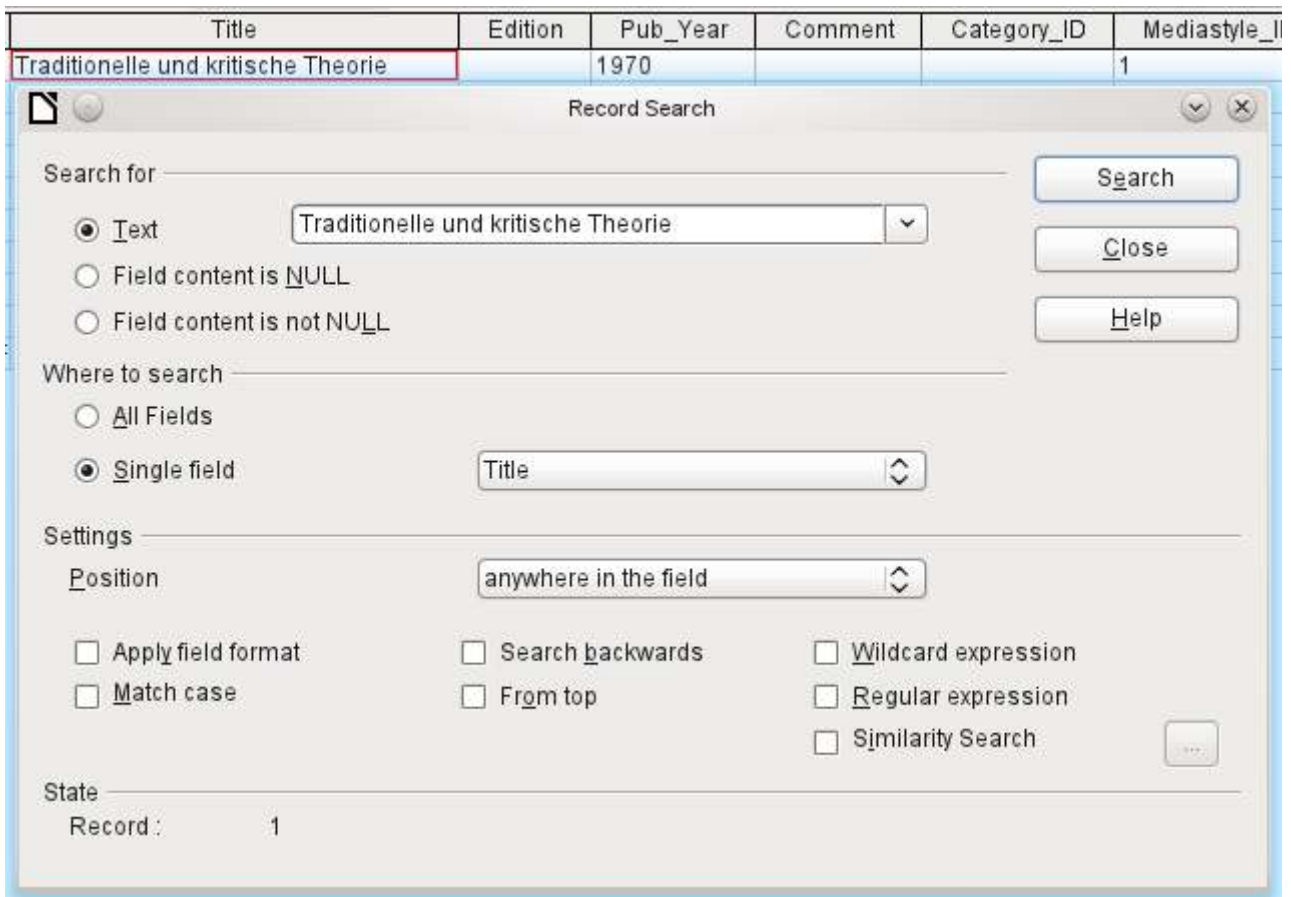 Title Edition Pub_Year Comment Category_ID Mediastyle_I
Traditionelle und kritische Theorie 1970 1
Record Search
Search for
Search
Text Traditionelle und kritische Theorie
Close
Field content is NULL
Field content is not NULL
Help
Where to search
All Fields
Single field Title
Settings
Position anywhere in the field
Apply field format Search backwards Wildcard expression
Match case From top Regular expression
Similarity Search ...
State
Record : 1